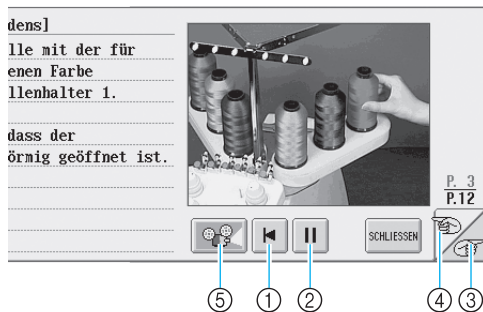 dens]
lle mit der für
enen Farbe
llenhalter 1.
dass der
örmig geöffnet ist.
P. 3
P.12
SCHLIESSEN
⑤ ① ② ④ ③